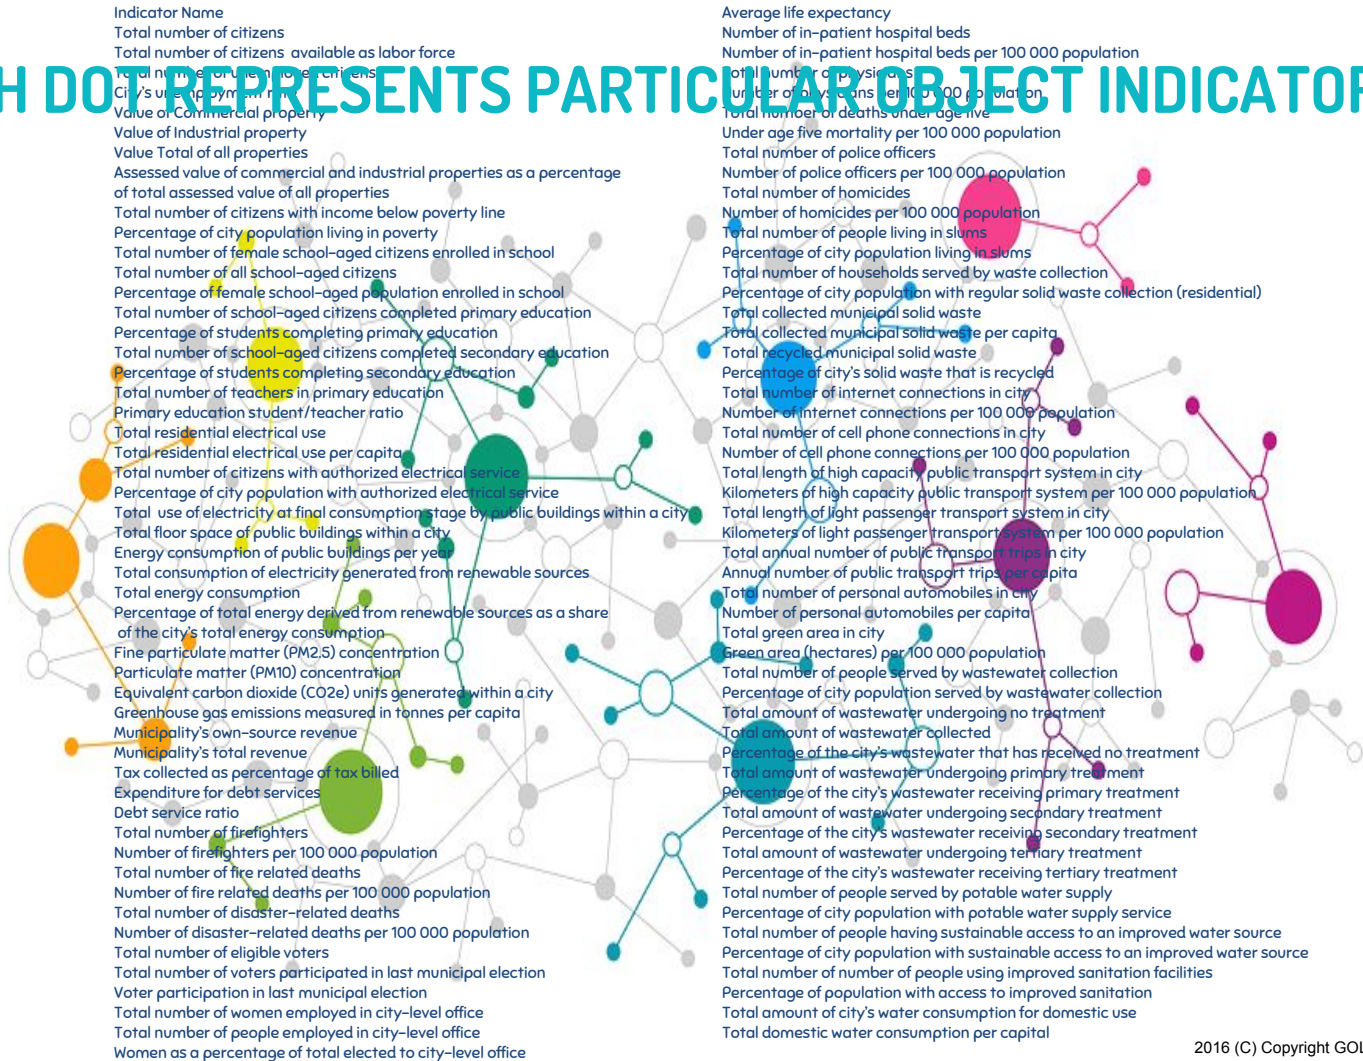 Indicator Name
Total number of citizens
Total number of citizens available as labor force
Total number of unemployed citizens
City's unemployment rate
H DOT REPRESENTS PARTICULAR OBJECT INDICATOR
Value of Commercial property
Value of Industrial property
Value Total of all properties
Assessed value of commercial and industrial properties as a percentage
of total assessed value of all properties
Total number of citizens with income below poverty line
Percentage of city population living in poverty
Total number of female school-aged citizens enrolled in school
Total number of all school-aged citizens
Percentage of female school-aged population enrolled in school
Total number of school-aged citizens completed primary education
Percentage of students completing primary education
Total number of school-aged citizens completed secondary education
Percentage of students completing secondary education
Total number of teachers in primary education
Primary education student/teacher ratio
Total residential electrical use
Total residential electrical use per capita
Total number of citizens with authorized electrical service
Percentage of city population with authorized electrical service
Total use of electricity at final consumption stage by public buildings within a city
Total floor space of public buildings within a city
Energy consumption of public buildings per year
Total consumption of electricity generated from renewable sources
Total energy consumption
Percentage of total energy derived from renewable sources as a share
of the city's total energy consumption
Fine particulate matter (PM2,5) concentration
Particulate matter (PM10) concentration
Equivalent carbon dioxide (CO2e) units generated within a city
Greenhouse gas emissions measured in tonnes per capita
Municipality's own-source revenue
Municipality's total revenue
Tax collected as percentage of tax billed
Expenditure for debt services
Debt service ratio
Total number of firefighters
Number of firefighters per 100 000 population
Total number of fire related deaths
Number of fire related deaths per 100 000 population
Total number of disaster-related deaths
Number of disaster-related deaths per 100 000 population
Total number of eligible voters
Total number of voters participated in last municipal election
Voter participation in last municipal election
Total number of women employed in city-level office
Total number of people employed in city-level office
Women as a percentage of total elected to city-level office
Average life expectancy
Number of in-patient hospital beds
Number of in-patient hospital beds per 100 000 population
Total number of physicians
Number of physicians per 100 000 population
Total number of deaths under age five
Under age five mortality per 100 000 population
Total number of police officers
Number of police officers per 100 000 population
Total number of homicides
Number of homicides per 100 000 population
Total number of people living in slums
Percentage of city population living in slums
Total number of households served by waste collection
Percentage of city population with regular solid waste collection (residential)
Total collected municipal solid waste
Total collected municipal solid waste per capita
Total recycled municipal solid waste
Percentage of city's solid waste that is recycled
Total number of internet connections in city
Number of internet connections per 100 000 population
Total number of cell phone connections in city
Number of cell phone connections per 100 000 population
Total length of high capacity public transport system in city
Kilometers of high capacity public transport system per 100 000 population
Total length of light passenger transport system in city
Kilometers of light passenger transport system per 100 000 population
Total annual number of public transport trips in city
Annual number of public transport trips per capita
Total number of personal automobiles in city
Number of personal automobiles per capita
Total green area in city
Green area (hectares) per 100 000 population
Total number of people served by wastewater collection
Percentage of city population served by wastewater collection
Total amount of wastewater undergoing no treatment
Total amount of wastewater collected
Percentage of the city's wastewater that has received no treatment
Total amount of wastewater undergoing primary treatment
Percentage of the city's wastewater receiving primary treatment
Total amount of wastewater undergoing secondary treatment
Percentage of the city's wastewater receiving secondary treatment
Total amount of wastewater undergoing tertiary treatment
Percentage of the city's wastewater receiving tertiary treatment
Total number of people served by potable water supply
Percentage of city population with potable water supply service
Total number of people having sustainable access to an improved water source
Percentage of city population with sustainable access to an improved water source
Total number of number of people using improved sanitation facilities
Percentage of population with access to improved sanitation
Total amount of city's water consumption for domestic use
Total domestic water consumption per capital
2016 (C) Copyright GOL